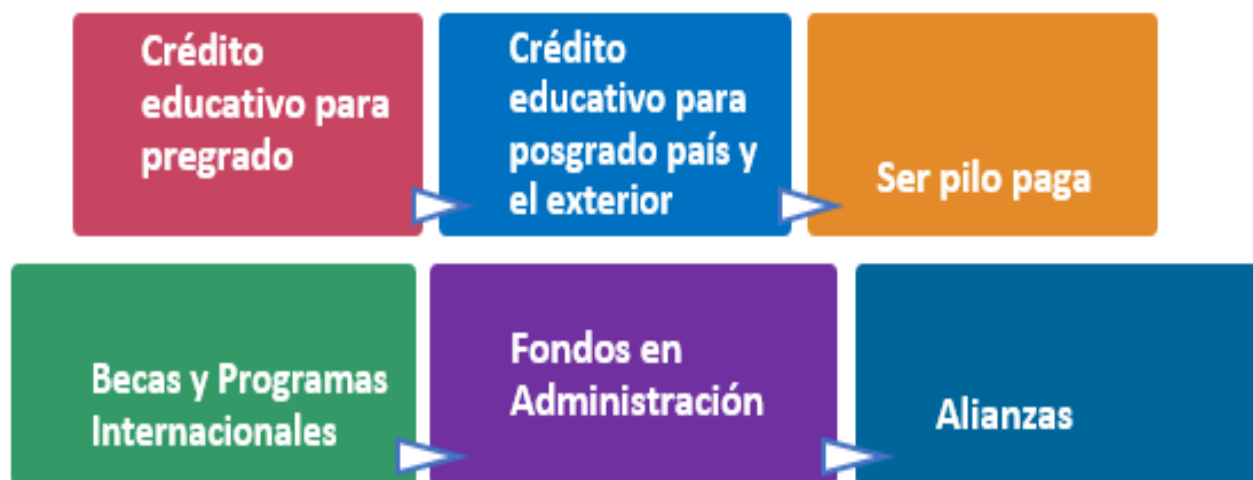 Crédito
educativo para
pregrado
Crédito
educativo para
posgrado país y
el exterior
Ser pilo paga
Becas y Programas
Internacionales
Fondos en
Administración
Alianzas